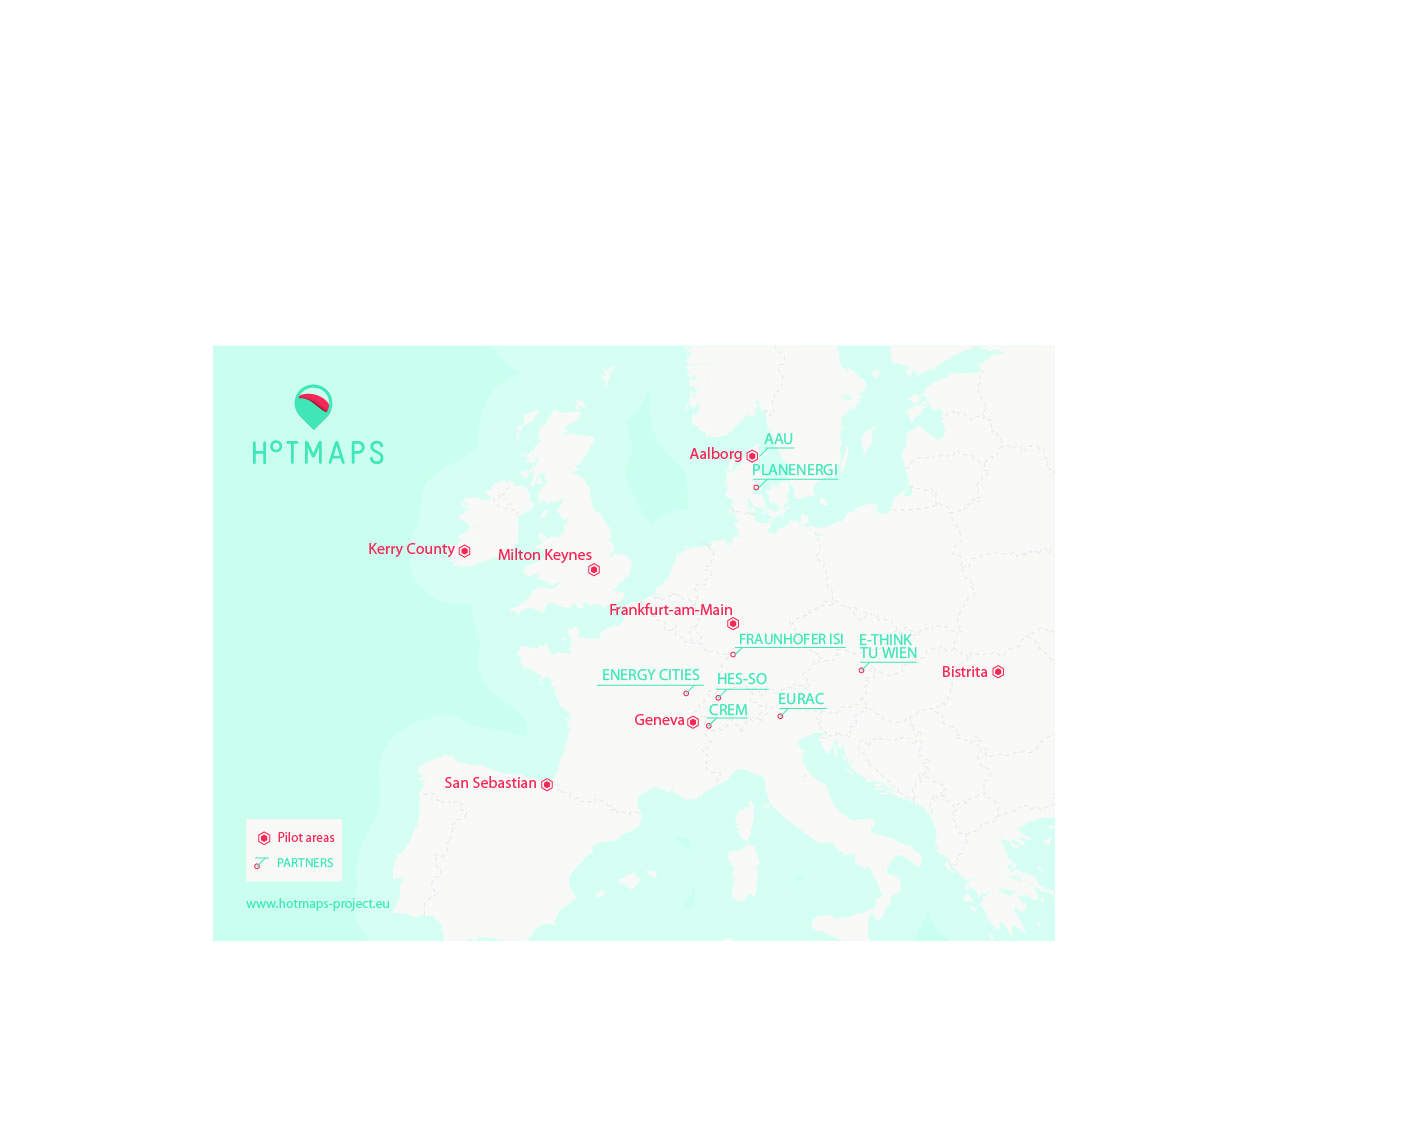 HOTMAPS
AAU
Aalborg
PLANENERGI
Kerry County
Milton Keynes
Frankfurt-am-Main
FRAUNHOFER ISI
E-THINK
TU WIEN
ENERGY CITIES
HES-SO
Bistrita
EURAC
CREM
Geneva
San Sebastian
Pilot areas
PARTNERS
www.hotmaps-project.eu